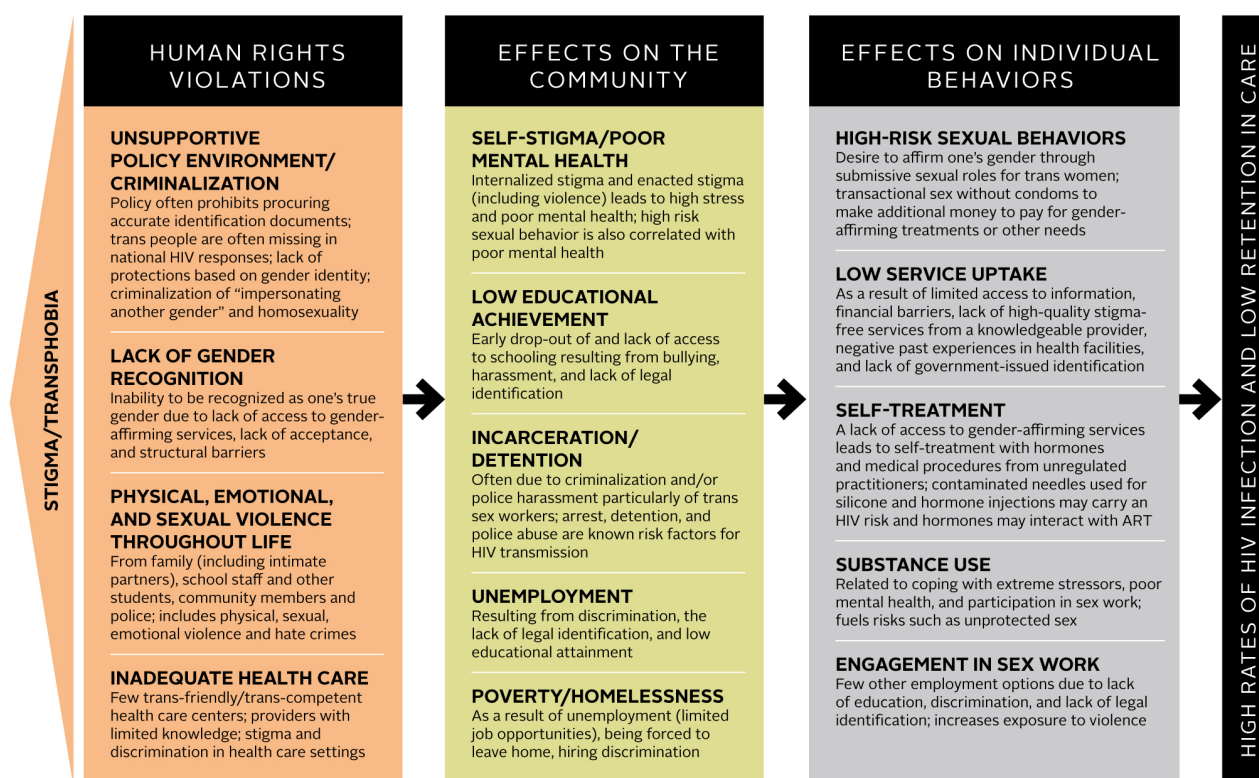 STIGMA/TRANSPHOBIA
HUMAN RIGHTS
VIOLATIONS
UNSUPPORTIVE
POLICY ENVIRONMENT/
CRIMINALIZATION
Policy often prohibits procuring
accurate identification documents;
trans people are often missing in
national HIV responses; lack of
protections based on gender identity;
criminalization of “impersonating
another gender” and homosexuality
LACK OF GENDER
RECOGNITION
Inability to be recognized as one’s true
gender due to lack of access to gender-
affirming services, lack of acceptance,
and structural barriers
PHYSICAL, EMOTIONAL,
AND SEXUAL VIOLENCE
THROUGHOUT LIFE
From family (including intimate
partners), school staff and other
students, community members and
police; includes physical, sexual,
emotional violence and hate crimes
INADEQUATE HEALTH CARE
Few trans-friendly/trans-competent
health care centers; providers with
limited knowledge; stigma and
discrimination in health care settings
EFFECTS ON THE
COMMUNITY
SELF-STIGMA/POOR
MENTAL HEALTH
Internalized stigma and enacted stigma
(including violence) leads to high stress
and poor mental health; high risk
sexual behavior is also correlated with
poor mental health
LOW EDUCATIONAL
ACHIEVEMENT
Early drop-out of and lack of access
to schooling resulting from bullying,
harassment, and lack of legal
identification
INCARCERATION/
DETENTION
Often due to criminalization and/or
police harassment particularly of trans
sex workers; arrest, detention, and
police abuse are known risk factors for
HIV transmission
UNEMPLOYMENT
Resulting from discrimination, the
lack of legal identification, and low
educational attainment
POVERTY/HOMELESSNESS
As a result of unemployment (limited
job opportunities), being forced to
leave home, hiring discrimination
EFFECTS ON INDIVIDUAL
BEHAVIORS
HIGH-RISK SEXUAL BEHAVIORS
Desire to affirm one’s gender through
submissive sexual roles for trans women;
transactional sex without condoms to
make additional money to pay for gender-
affirming treatments or other needs
LOW SERVICE UPTAKE
As a result of limited access to information,
financial barriers, lack of high-quality stigma-
free services from a knowledgeable provider,
negative past experiences in health facilities,
and lack of government-issued identification
SELF-TREATMENT
A lack of access to gender-affirming services
leads to self-treatment with hormones
and medical procedures from unregulated
practitioners; contaminated needles used for
silicone and hormone injections may carry an
HIV risk and hormones may interact with ART
SUBSTANCE USE
Related to coping with extreme stressors, poor
mental health, and participation in sex work;
fuels risks such as unprotected sex
ENGAGEMENT IN SEX WORK
Few other employment options due to lack
of education, discrimination, and lack of legal
identification; increases exposure to violence
HIGH RATES OF HIV INFECTION AND LOW RETENTION IN CARE